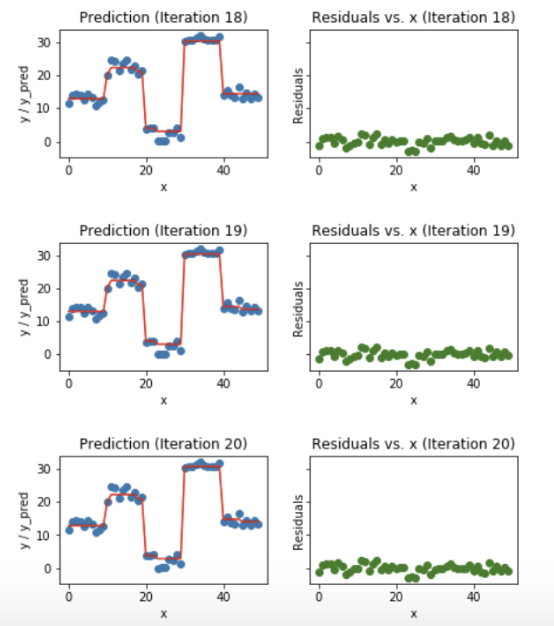 Prediction (Iteration 18)
y / y_pred
30
20
10
0
0
20
40
x
Residuals vs. x (Iteration 18)
Residuals
0
20
40
x
Prediction (Iteration 19)
y / y_pred
30
20
10
0
0
20
40
x
Residuals vs. x (Iteration 19)
Residuals
0
20
40
x
Prediction (Iteration 20)
y / y_pred
30
20
10
0
0
20
40
x
Residuals vs. x (Iteration 20)
Residuals
0
20
40
x